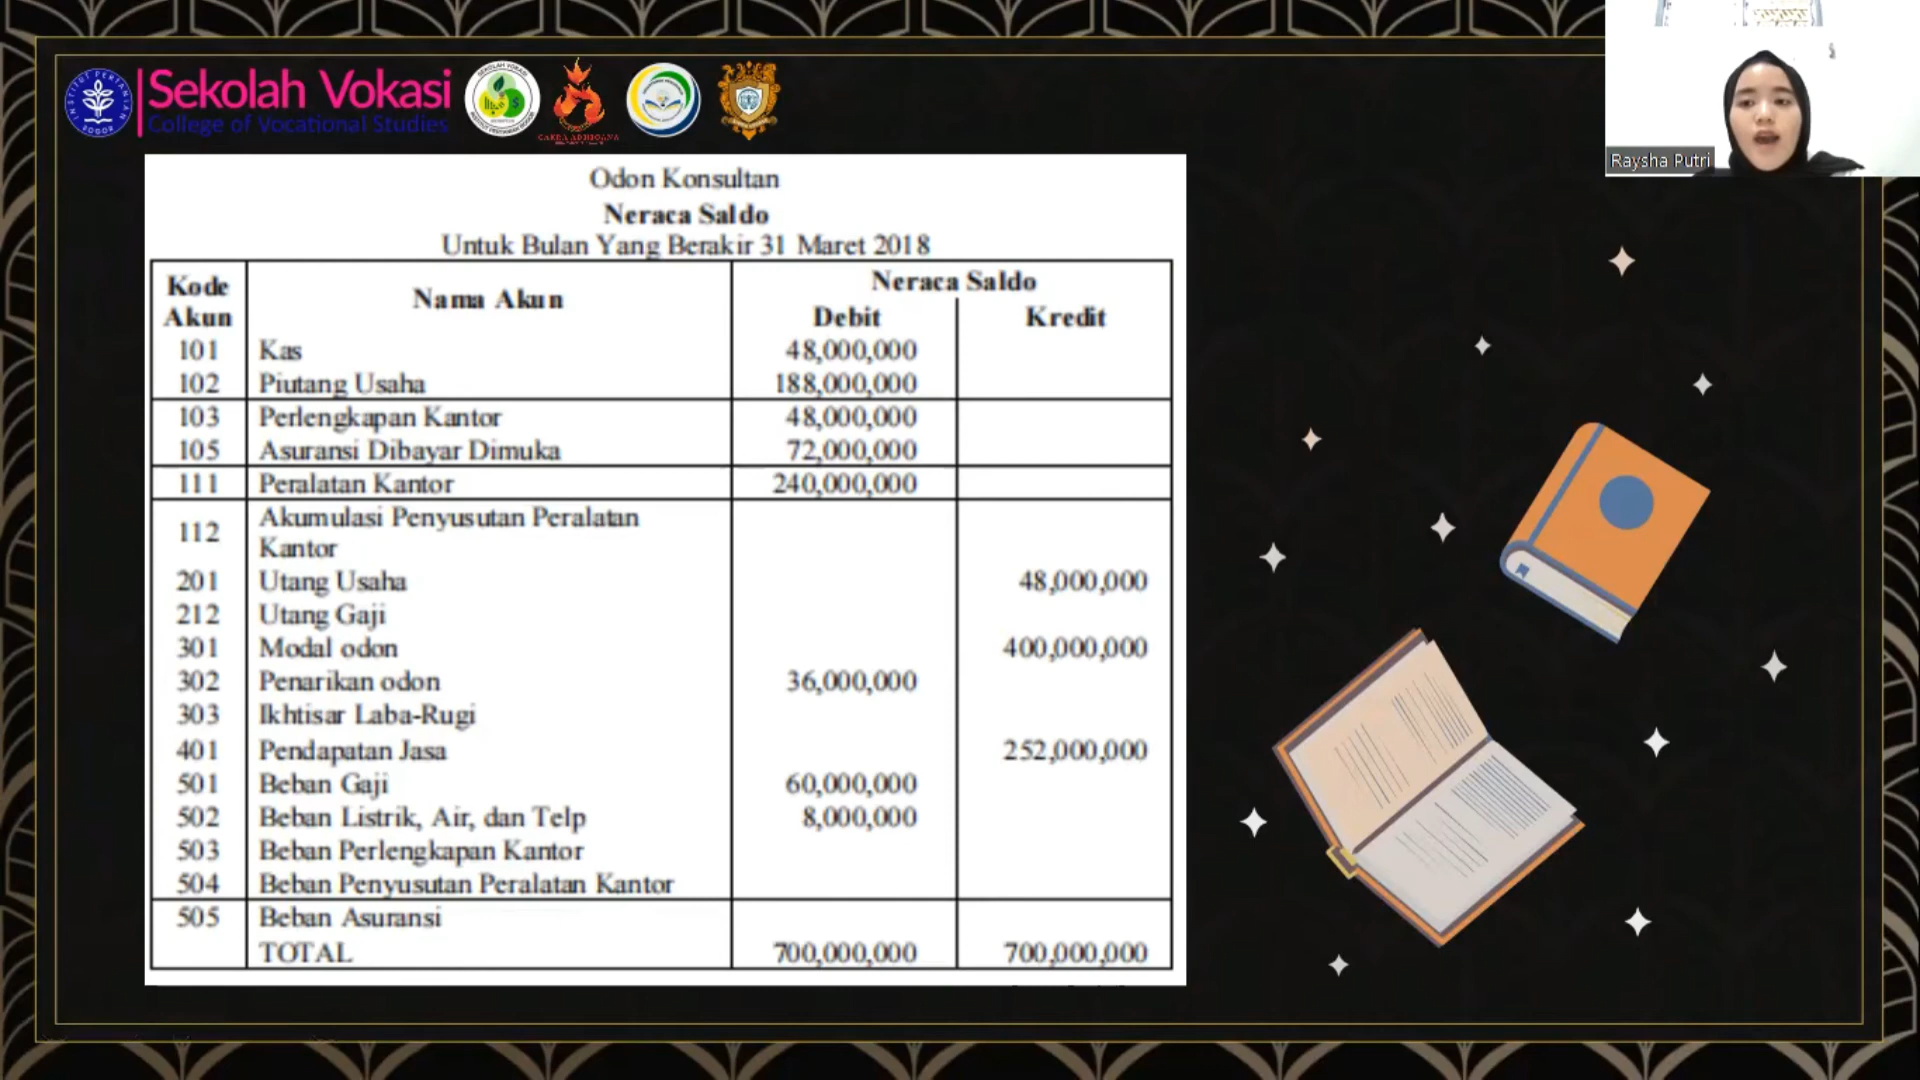 Sekolah Vokasi
College of Vocational Studies
INSTITUT PERTANIAN
BOGOR
SEKOLAH VOKASI
Raysha Putri
Odon Konsultan
Neraca Saldo
Untuk Bulan Yang Berakir 31 Maret 2018
Kode Akun Nama Akun Neraca Saldo
Debit Kredit
101 Kas 48,000,000
102 Piutang Usaha 188,000,000
103 Perlengkapan Kantor 48,000,000
105 Asuransi Dibayar Dimuka 72,000,000
111 Peralatan Kantor 240,000,000
112 Akumulasi Penyusutan Peralatan
Kantor
201 Utang Usaha 48,000,000
212 Utang Gaji
301 Modal odon 400,000,000
302 Penarikan odon 36,000,000
303 Ikhtisar Laba-Rugi
401 Pendapatan Jasa 252,000,000
501 Beban Gaji 60,000,000
502 Beban Listrik, Air, dan Telp 8,000,000
503 Beban Perlengkapan Kantor
504 Beban Penyusutan Peralatan Kantor
505 Beban Asuransi
TOTAL 700,000,000 700,000,000